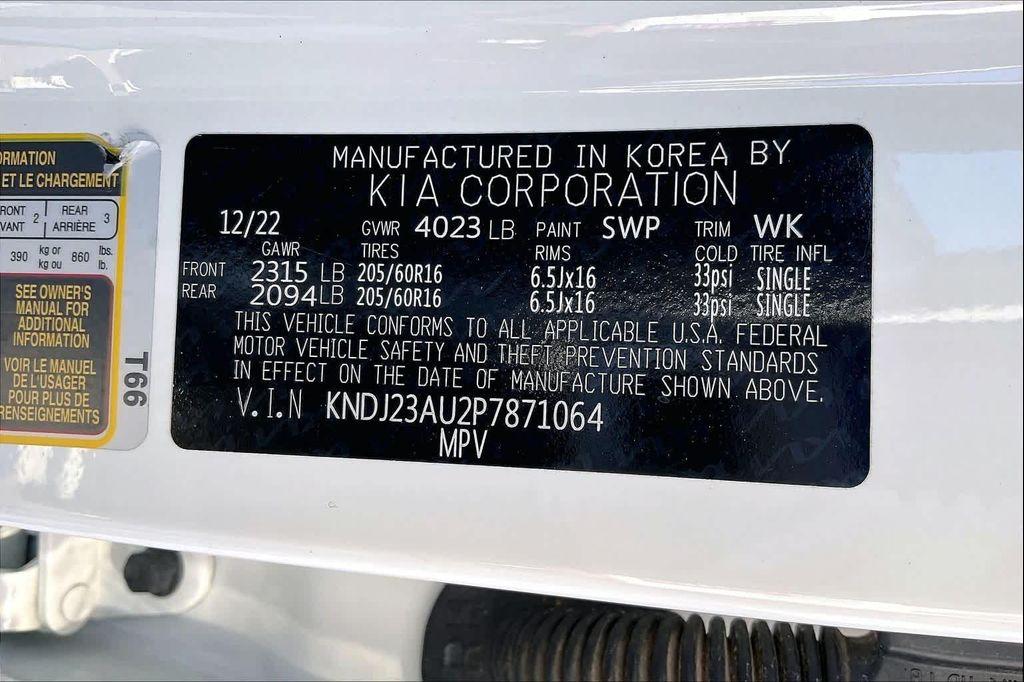 RMATION
ET LE CHARGEMENT
RONT 2 REAR 3
VANT ARRIÈRE
390 kg or 860 lbs.
kg ou lb.
SEE OWNER'S
MANUAL FOR
ADDITIONAL
INFORMATION
VOIR LE MANUEL
DE L'USAGER
POUR PLUS DE
RENSEIGNEMENTS
T66
MANUFACTURED IN KOREA BY
KIA CORPORATION
12/22 GVWR 4023 LB PAINT SWP TRIM WK
GAWR TIRES RIMS COLD TIRE INFL
FRONT 2315 LB 205/60R16 6.5Jx16 33psi SINGLE
REAR 2094LB 205/60R16 6.5Jx16 33psi SINGLE
THIS VEHICLE CONFORMS TO ALL APPLICABLE U.S.A. FEDERAL
MOTOR VEHICLE SAFETY AND THEFT PREVENTION STANDARDS
IN EFFECT ON THE DATE OF MANUFACTURE SHOWN ABOVE.
V.I.N KNDJ23AU2P7871064
MPV